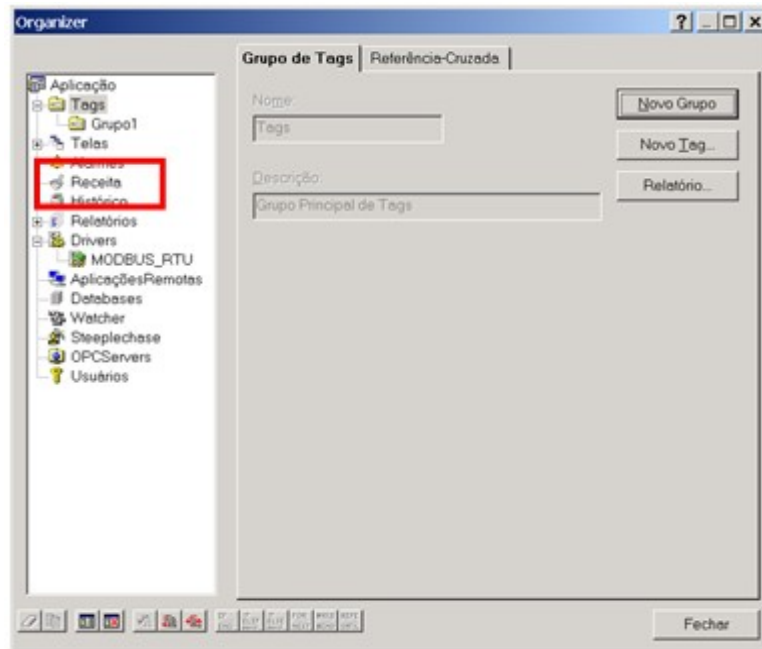 Organizer
Aplicação
Tags
Grupo1
Telas
Alarmes
Receita
Histórico
Relatórios
Drivers
MODBUS_RTU
AplicaçõesRemotas
Databases
Watcher
Steeplechase
OPCServers
Usuários
Grupo de Tags
Referência-Cruzada
Nome:
Tags
Descrição:
Grupo Principal de Tags
Novo Grupo
Novo Tag...
Relatório...
Fechar